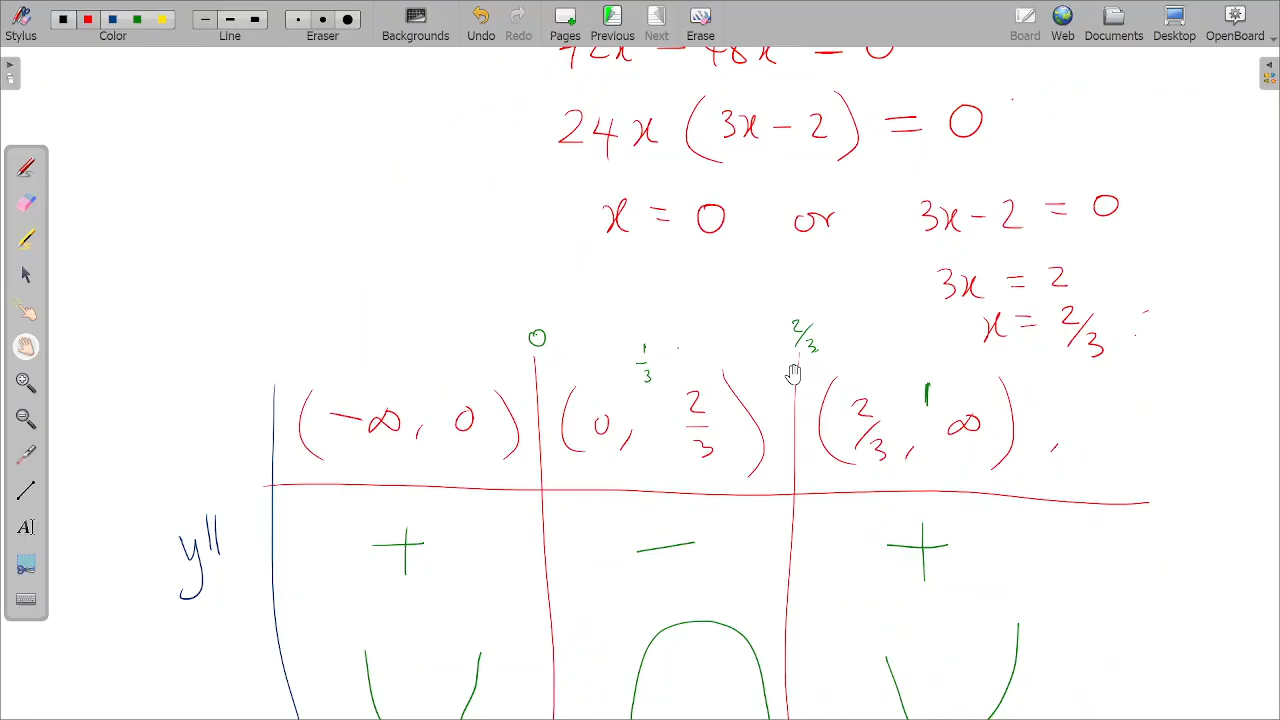 Stylus Color Line Eraser Backgrounds Undo Redo Pages Previous Next Erase Board Web Documents Desktop OpenBoard
24x (3x - 2) = 0
x = 0 or 3x - 2 = 0
3x = 2
x = 2/3
0 1/3 2/3
(-∞, 0) (0, 2/3) (2/3, ∞) ,
1
y" + - +